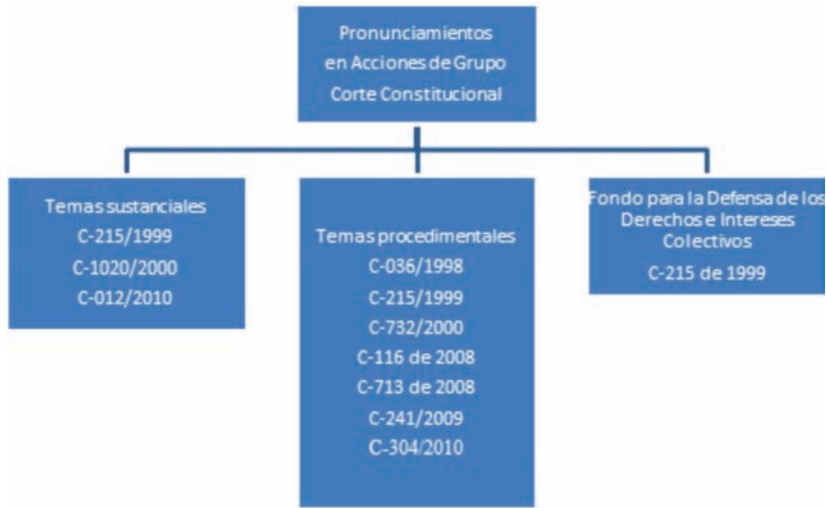 Pronunciamientos
en Acciones de Grupo
Corte Constitucional
Temas sustanciales
C-215/1999
C-1020/2000
C-012/2010
Temas procedimentales
C-036/1998
C-215/1999
C-732/2000
C-116 de 2008
C-713 de 2008
C-241/2009
C-304/2010
Fondo para la Defensa de los
Derechos e Intereses
Colectivos
C-215 de 1999